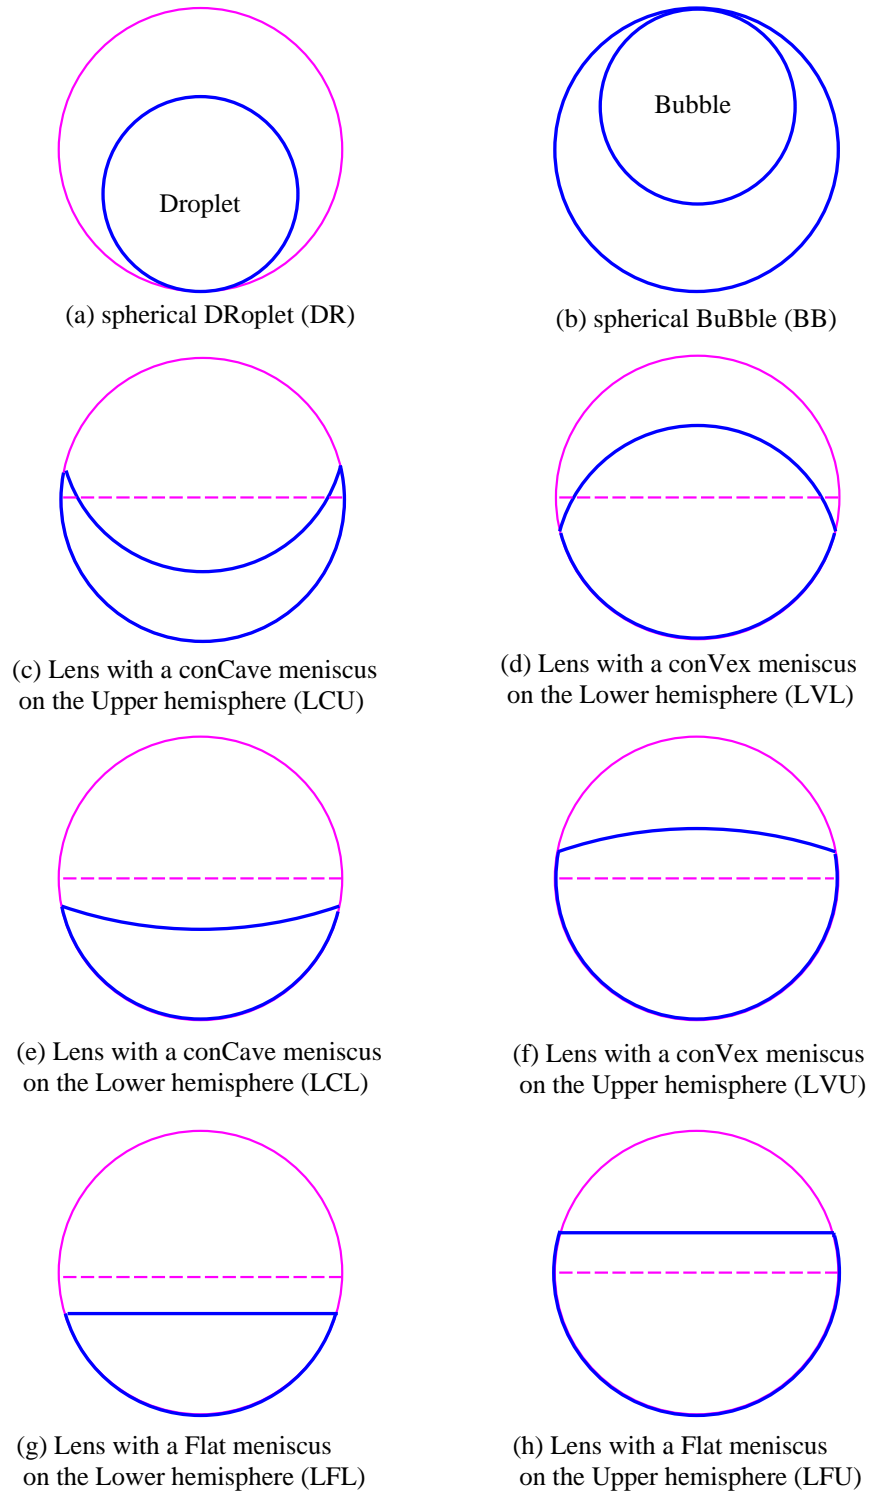 Droplet
Bubble
(a) spherical DRoplet (DR)
(b) spherical BuBble (BB)
(c) Lens with a conCave meniscus
on the Upper hemisphere (LCU)
(d) Lens with a conVex meniscus
on the Lower hemisphere (LVL)
(e) Lens with a conCave meniscus
on the Lower hemisphere (LCL)
(f) Lens with a conVex meniscus
on the Upper hemisphere (LVU)
(g) Lens with a Flat meniscus
on the Lower hemisphere (LFL)
(h) Lens with a Flat meniscus
on the Upper hemisphere (LFU)